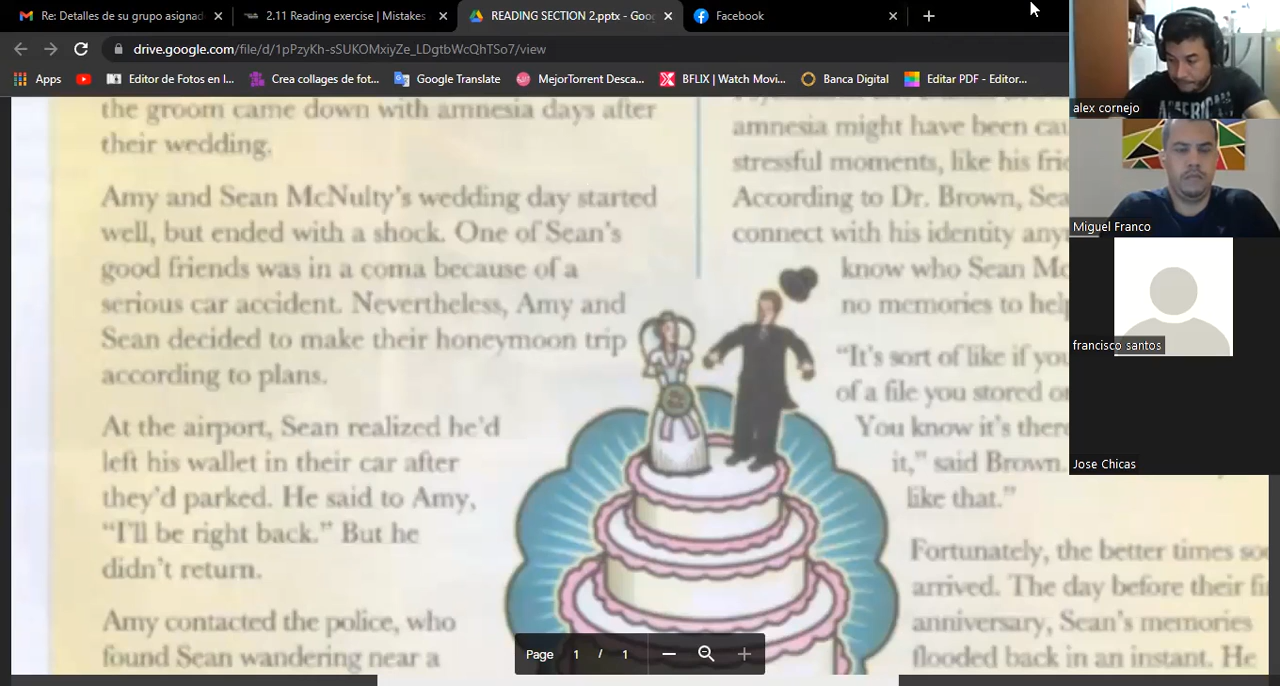 Re: Detalles de su grupo asignad
2.11 Reading exercise | Mistakes
READING SECTION 2.pptx - Goo
Facebook
drive.google.com/file/d/1pPzyKh-sSUKOMxiyZe_LDgtbWcQhTSo7/view
Apps
Editor de Fotos en l...
Crea collages de fot...
Google Translate
MejorTorrent Desca...
BFLIX | Watch Movi...
Banca Digital
Editar PDF - Editor...
the groom came down with amnesia days after
their wedding.
Amy and Sean McNulty's wedding day started
well, but ended with a shock. One of Sean's
good friends was in a coma because of a
serious car accident. Nevertheless, Amy and
Sean decided to make their honeymoon trip
according to plans.
At the airport, Sean realized he'd
left his wallet in their car after
they'd parked. He said to Amy,
"I'll be right back." But he
didn't return.
Amy contacted the police, who
found Sean wandering near a
amnesia might have been cau
stressful moments, like his frie
According to Dr. Brown, Sea
connect with his identity any
know who Sean Mc
no memories to help
"It's sort of like if you
of a file you stored on
You know it's there
it," said Brown.
like that."
Fortunately, the better times soo
arrived. The day before their fi
anniversary, Sean's memories
flooded back in an instant. He
Page 1 / 1
alex cornejo
Miguel Franco
francisco santos
Jose Chicas